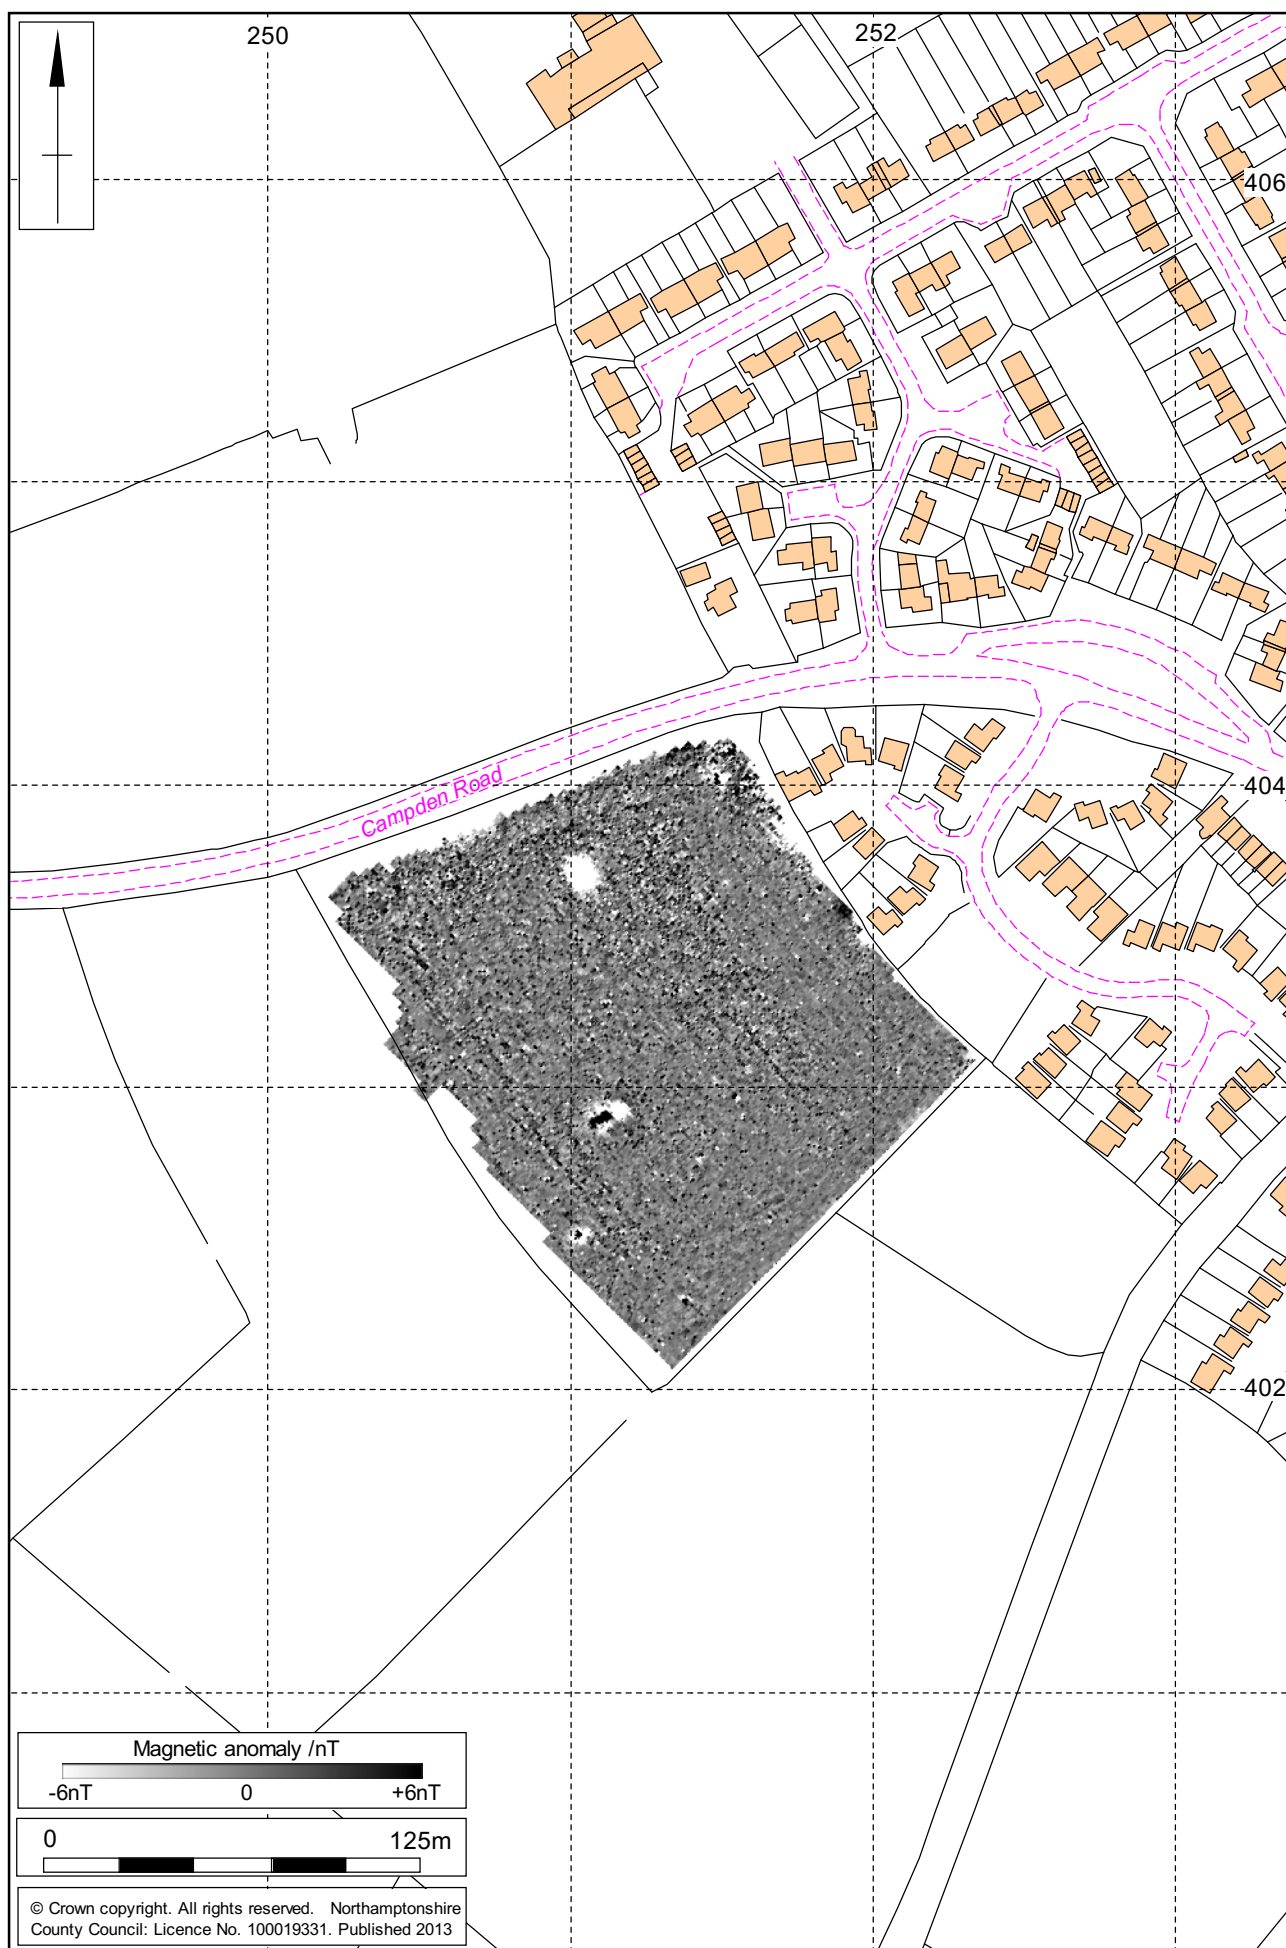 250
252
406
404
Campden Road
402
Magnetic anomaly /nT
-6nT 0 +6nT
0 125m
© Crown copyright. All rights reserved. Northamptonshire
County Council: Licence No. 100019331. Published 2013